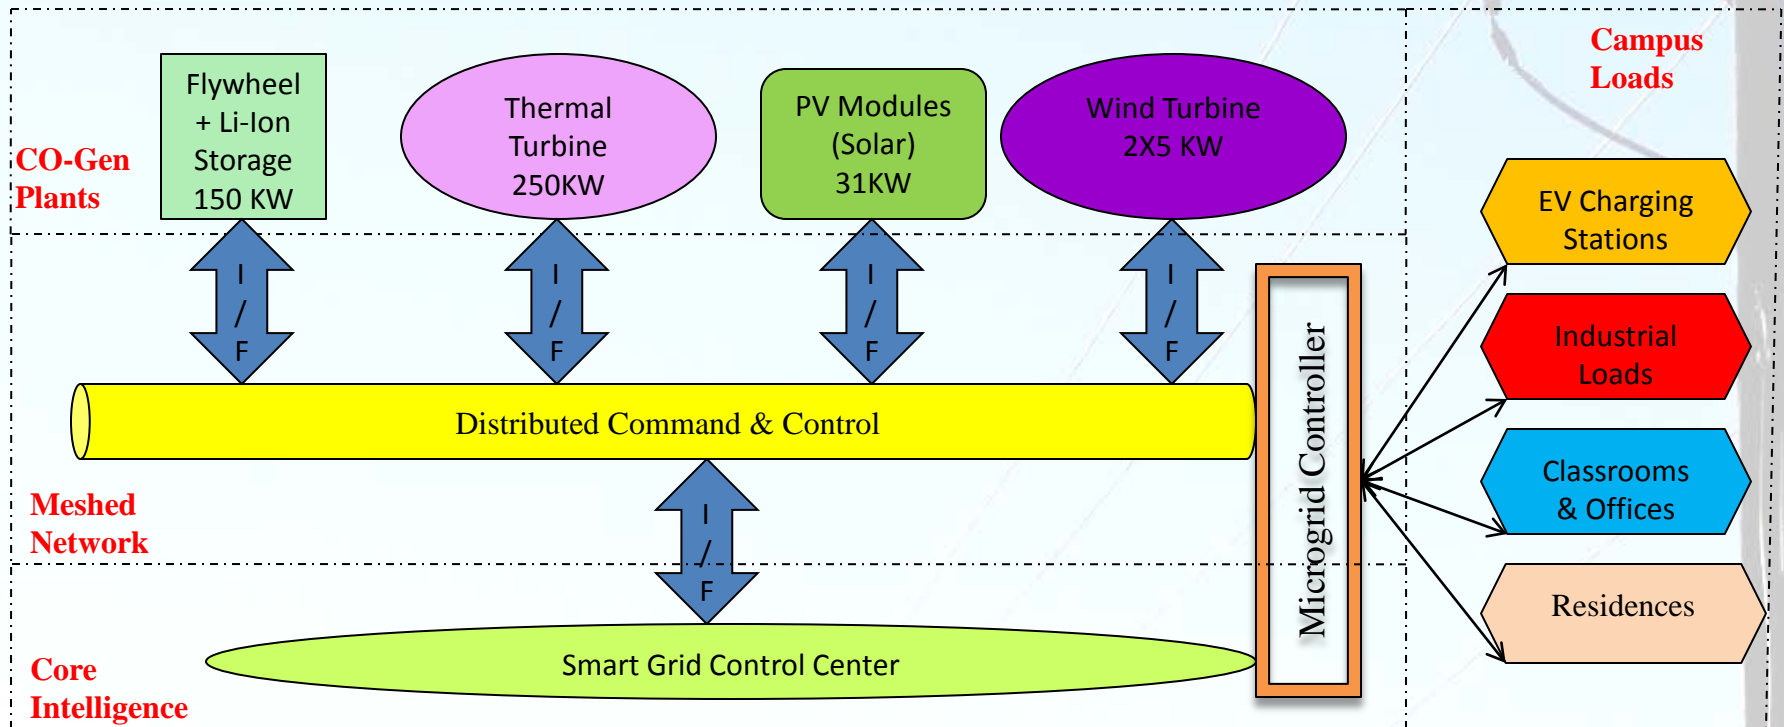 CO-Gen
Plants
Flywheel
+ Li-Ion
Storage
150 KW
Thermal
Turbine
250KW
PV Modules
(Solar)
31KW
Wind Turbine
2X5 KW
Campus
Loads
I
/
F
I
/
F
I
/
F
I
/
F
Distributed Command & Control
Meshed
Network
I
/
F
Microgrid Controller
EV Charging
Stations
Industrial
Loads
Classrooms
& Offices
Residences
Core
Intelligence
Smart Grid Control Center